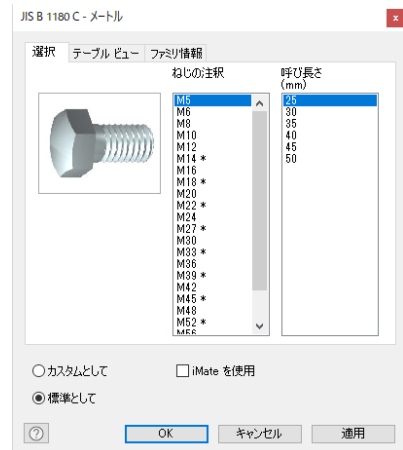 JIS B 1180 C - メートル
x
選択
テーブル ビュー
ファミリ情報
ねじの注釈
呼び長さ
(mm)
M5
M6
M8
M10
M12
M14 *
M16
M18 *
M20
M22 *
M24
M27 *
M30
M33 *
M36
M39 *
M42
M45 *
M48
M52 *
M56
25
30
35
40
45
50
カスタムとして
iMate を使用
標準として
?
OK
キャンセル
適用